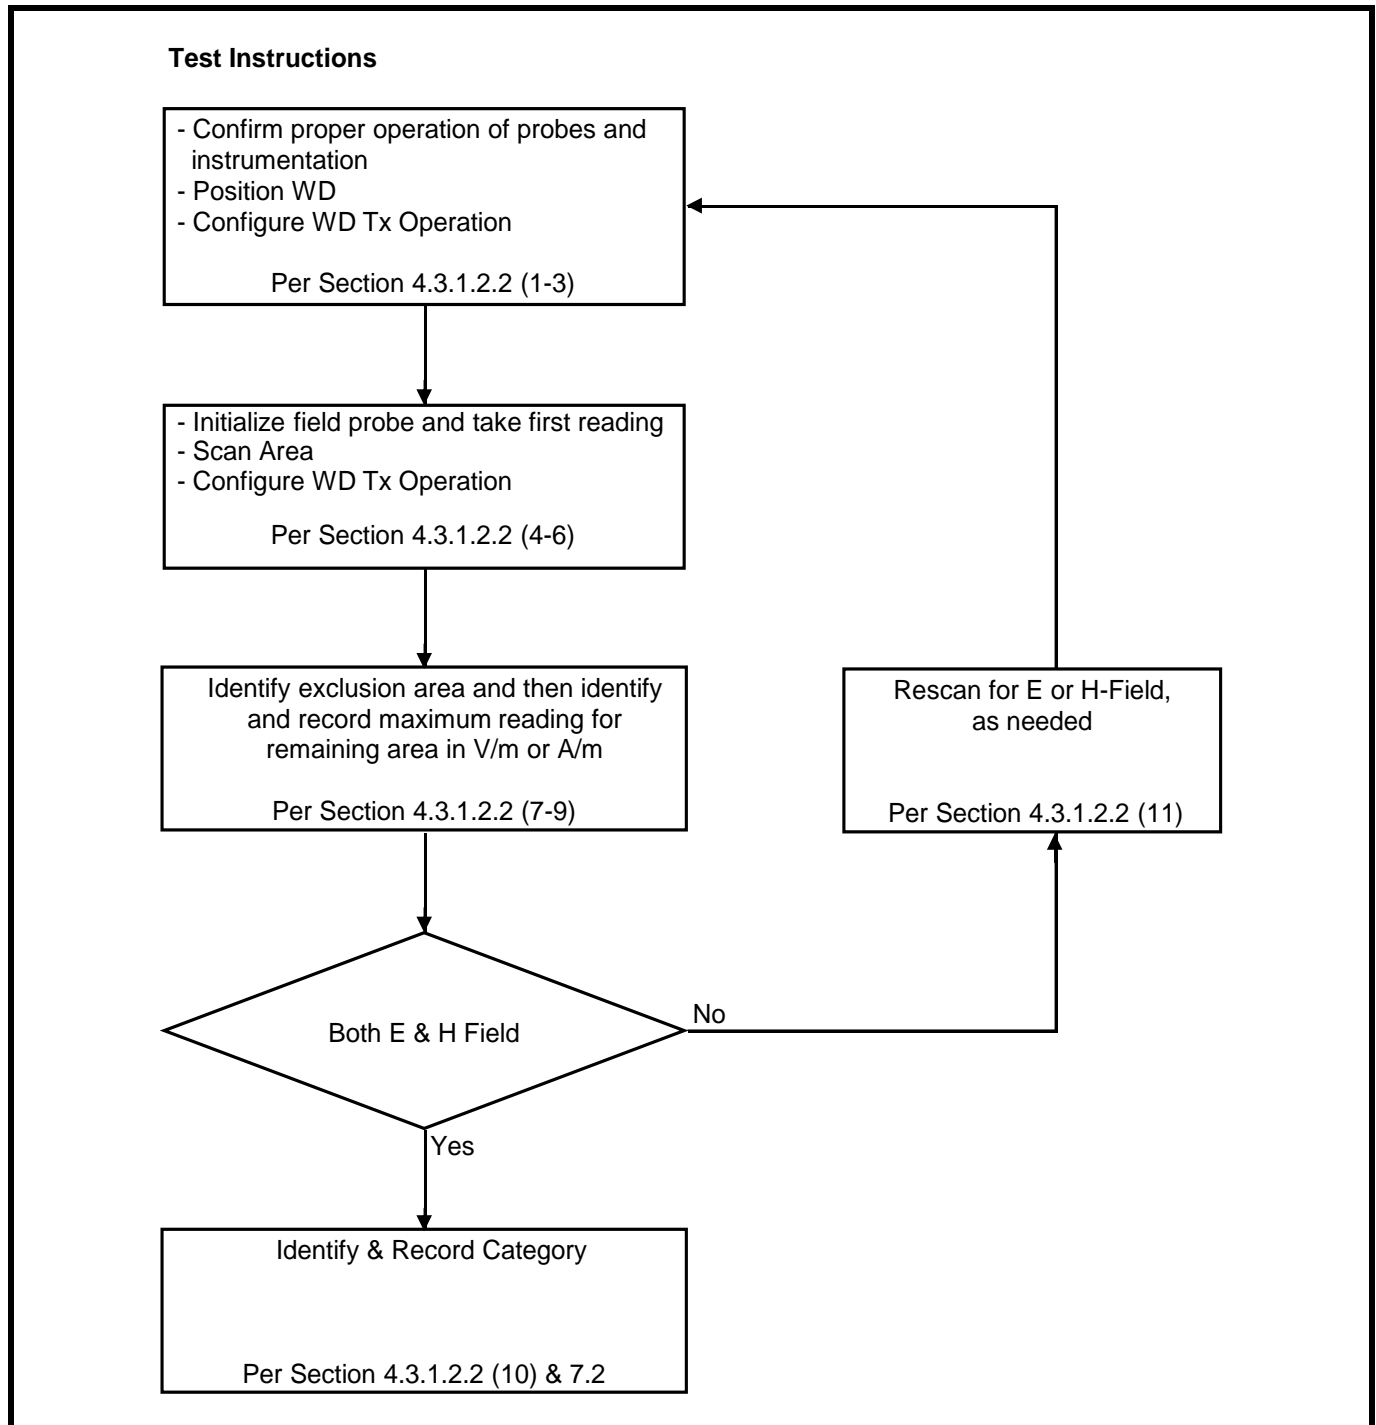 Test Instructions
- Confirm proper operation of probes and
instrumentation
- Position WD
- Configure WD Tx Operation
Per Section 4.3.1.2.2 (1-3)
- Initialize field probe and take first reading
- Scan Area
- Configure WD Tx Operation
Per Section 4.3.1.2.2 (4-6)
Identify exclusion area and then identify
and record maximum reading for
remaining area in V/m or A/m
Per Section 4.3.1.2.2 (7-9)
Rescan for E or H-Field,
as needed
Per Section 4.3.1.2.2 (11)
Both E & H Field
No
Yes
Identify & Record Category
Per Section 4.3.1.2.2 (10) & 7.2